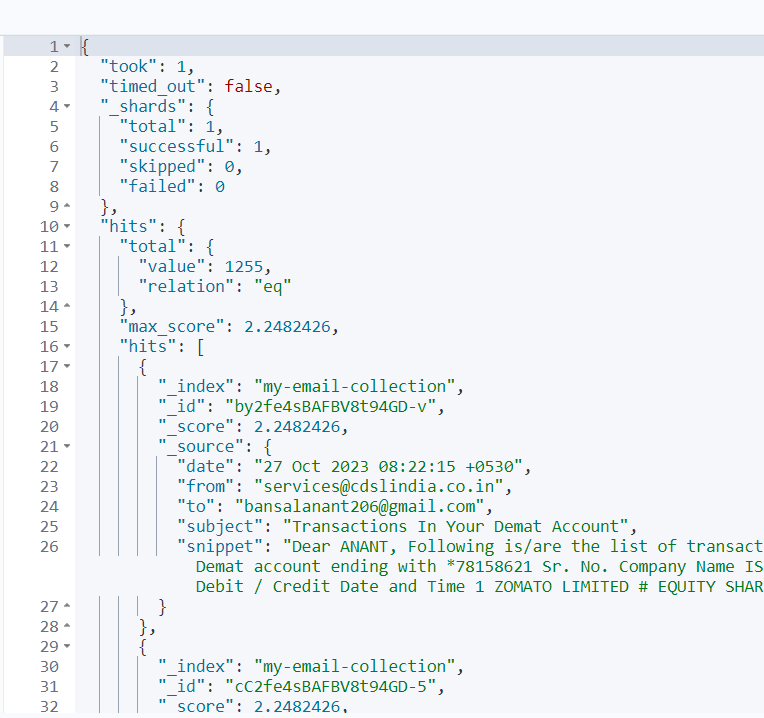 1 {
2 "took": 1,
3 "timed_out": false,
4 "_shards": {
5 "total": 1,
6 "successful": 1,
7 "skipped": 0,
8 "failed": 0
9 },
10 "hits": {
11 "total": {
12 "value": 1255,
13 "relation": "eq"
14 },
15 "max_score": 2.2482426,
16 "hits": [
17 {
18 "_index": "my-email-collection",
19 "_id": "by2fe4sBAFBV8t94GD-v",
20 "_score": 2.2482426,
21 "_source": {
22 "date": "27 Oct 2023 08:22:15 +0530",
23 "from": "services@cdslindia.co.in",
24 "to": "bansalanant206@gmail.com",
25 "subject": "Transactions In Your Demat Account",
26 "snippet": "Dear ANANT, Following is/are the list of transact
Demat account ending with *78158621 Sr. No. Company Name IS
Debit / Credit Date and Time 1 ZOMATO LIMITED # EQUITY SHAR
27 }
28 },
29 {
30 "_index": "my-email-collection",
31 "_id": "cC2fe4sBAFBV8t94GD-5",
32 "_score": 2.2482426,